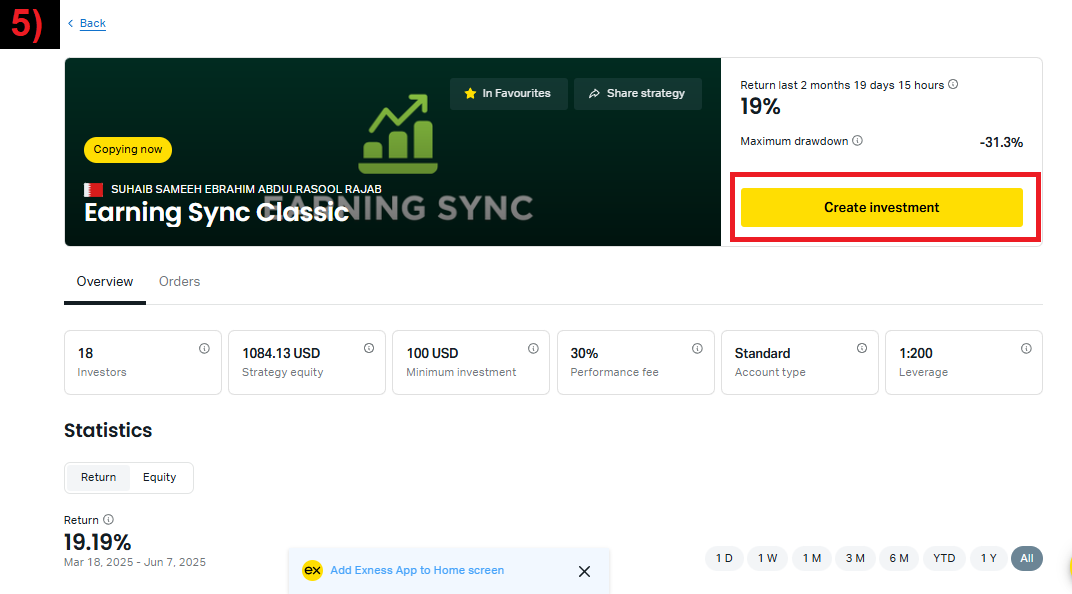 5)
Back
In Favourites
Share strategy
Copying now
SUHAIB SAMEEH EBRAHIM ABDULRASOOL RAJAB
Earning Sync Classic
EARNING SYNC
Return last 2 months 19 days 15 hours
19%
Maximum drawdown
-31.3%
Create investment
Overview
Orders
18
Investors
1084.13 USD
Strategy equity
100 USD
Minimum investment
30%
Performance fee
Standard
Account type
1:200
Leverage
Statistics
Return
Equity
Return
19.19%
Mar 18, 2025 - Jun 7, 2025
1 D
1 W
1 M
3 M
6 M
YTD
1 Y
All
ex
Add Exness App to Home screen